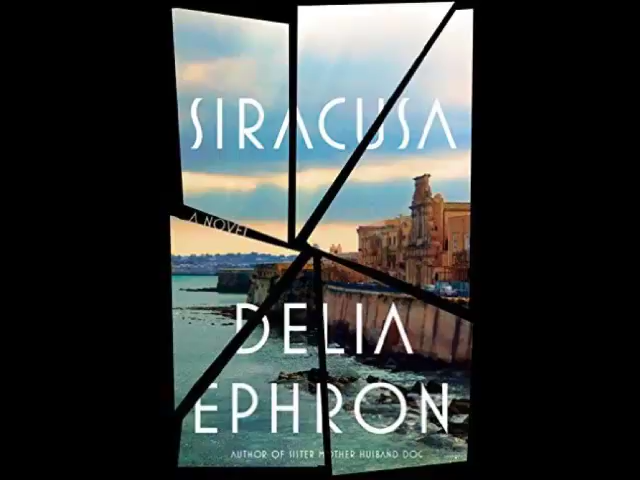 SIRACUSA
A NOVEL
DELIA
EPHRON
AUTHOR OF SISTER MOTHER HUSBAND DOG